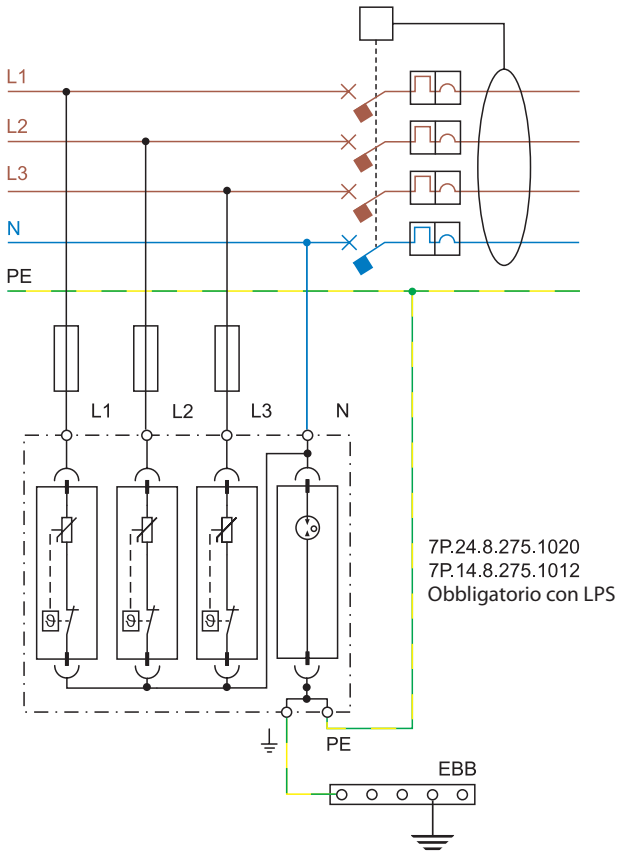 L1
L2
L3
N
PE
L1 L2 L3 N
ϑ ϑ ϑ
7P.24.8.275.1020
7P.14.8.275.1012
Obbligatorio con LPS
PE
EBB